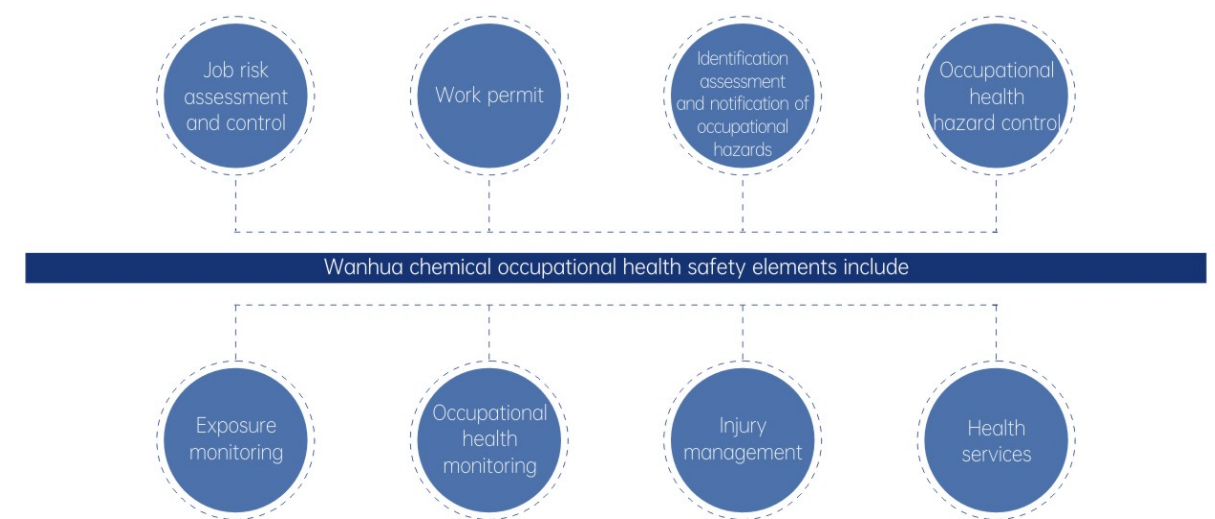 Job risk
assessment
and control
Work permit
Identification
assessment
and notification of
occupational
hazards
Occupational
health
hazard control
Wanhua chemical occupational health safety elements include
Exposure
monitoring
Occupational
health
monitoring
Injury
management
Health
services